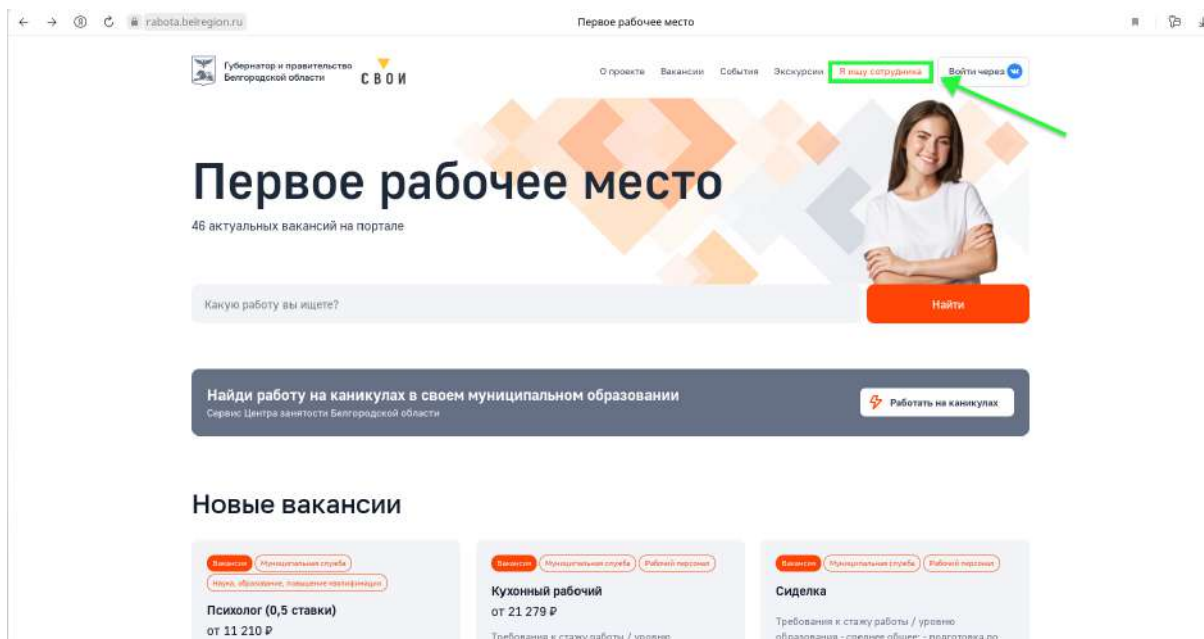 rabota.belregion.ru
Первое рабочее место
Губернатор и правительство
Белгородской области
СВОИ
О проекте Вакансии События Экскурсии Я ищу сотрудника Войти через
Первое рабочее место
46 актуальных вакансий на портале
Какую работу вы ищете?
Найти
Найди работу на каникулах в своем муниципальном образовании
Сервис Центра занятости Белгородской области
Работать на каникулах
Новые вакансии
Вакансия Муниципальная служба
Наука, образование, повышение квалификации
Психолог (0,5 ставки)
от 11 210 ₽
Вакансия Муниципальная служба Рабочий персонал
Кухонный рабочий
от 21 279 ₽
Требования к стажу работы / уровню
Вакансия Муниципальная служба Рабочий персонал
Сиделка
Требования к стажу работы / уровню
образования - среднее общее; - подготовка по